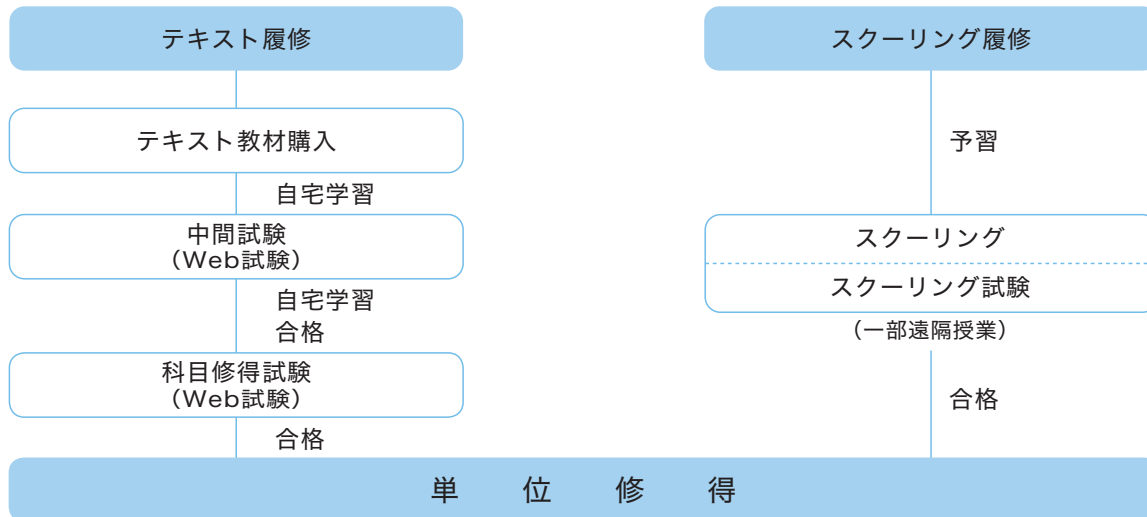 テキスト履修
テキスト教材購入
自宅学習
中間試験
（Web試験）
自宅学習
合格
科目修得試験
（Web試験）
合格
スクーリング履修
予習
スクーリング
スクーリング試験
（一部遠隔授業）
合格
単位修得